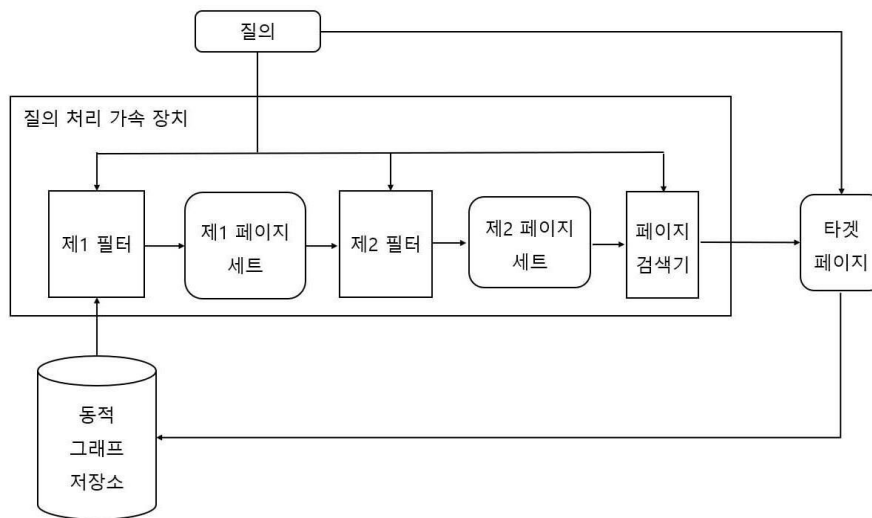 질의
질의 처리 가속 장치
제1 필터
제1 페이지
세트
제2 필터
제2 페이지
세트
페이지
검색기
타겟
페이지
동적
그래프
저장소